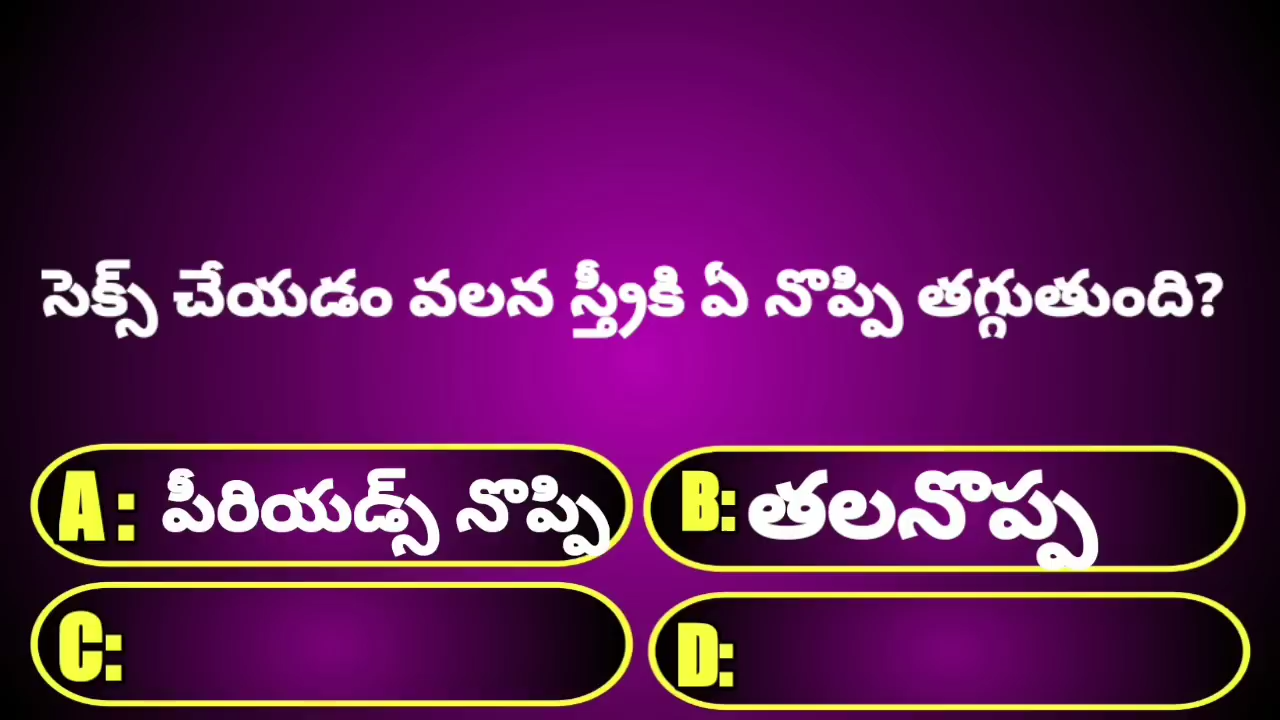 సెక్స్ చేయడం వలన స్త్రీకి ఏ నొప్పి తగ్గుతుంది?
A : పీరియడ్స్ నొప్పి
B: తలనొప్ప
C:
D: